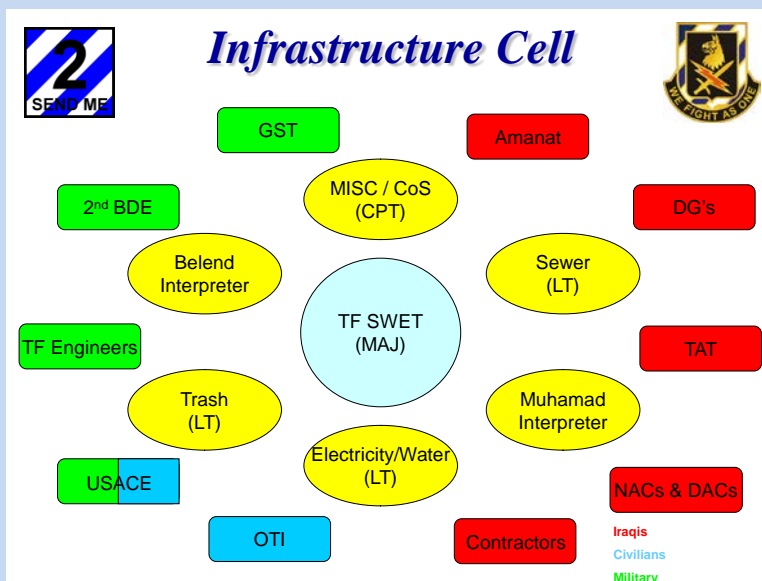 Infrastructure Cell
2
SEND ME
WE FIGHT AS ONE
GST
Amanat
MISC / CoS
(CPT)
2nd BDE
DG's
Belend
Interpreter
Sewer
(LT)
TF SWET
(MAJ)
TF Engineers
TAT
Trash
(LT)
Muhamad
Interpreter
Electricity/Water
(LT)
USACE
NACs & DACs
OTI
Contractors
Iraqis
Civilians
Military